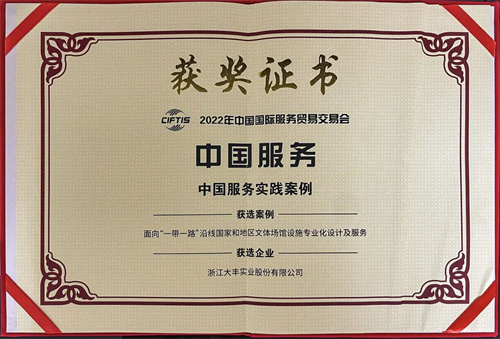 获奖证书
CIFTIS 2022年中国国际服务贸易交易会
中国服务
中国服务实践案例
获选案例
面向“一带一路”沿线国家和地区文体场馆设施专业化设计及服务
获选企业
浙江大丰实业股份有限公司